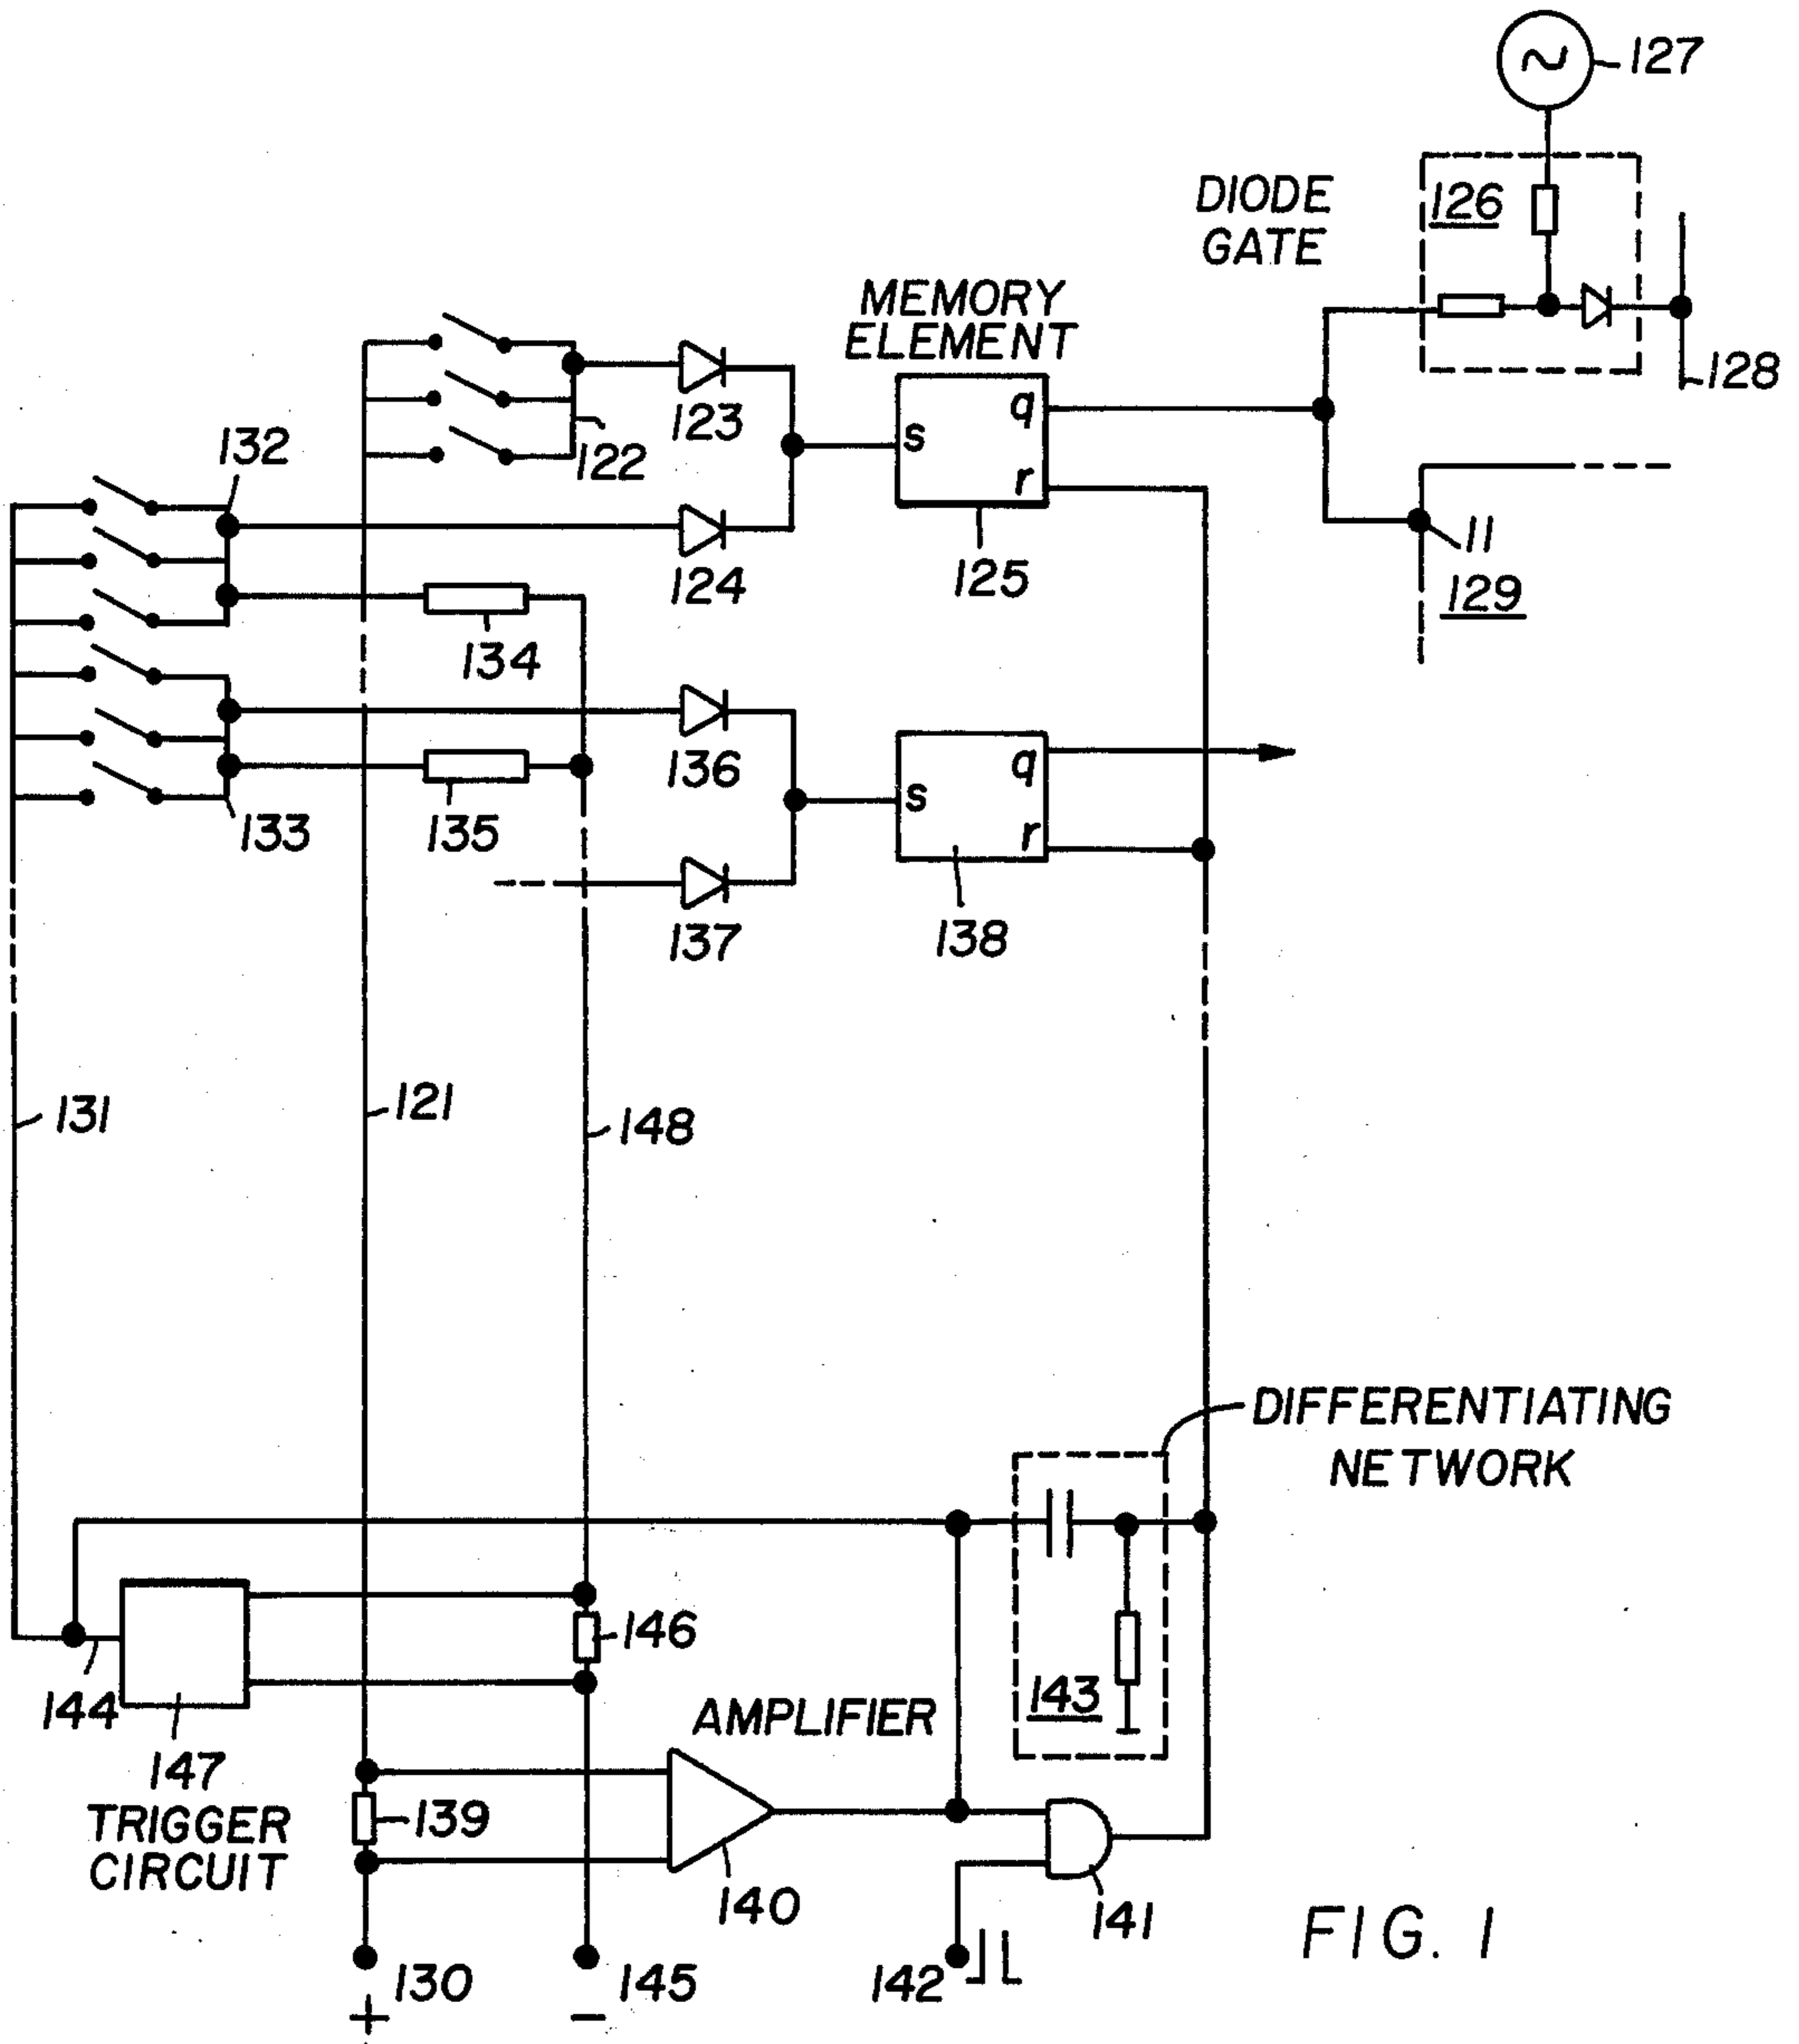 127
DIODE
GATE
126
128
MEMORY
ELEMENT
123
122
q
s
r
132
11
124
125
129
134
136
q
s
r
133
135
137
138
131
121
148
DIFFERENTIATING
NETWORK
146
143
144
AMPLIFIER
147
TRIGGER
CIRCUIT
139
140
141
130
145
142
+
−
FIG. 1